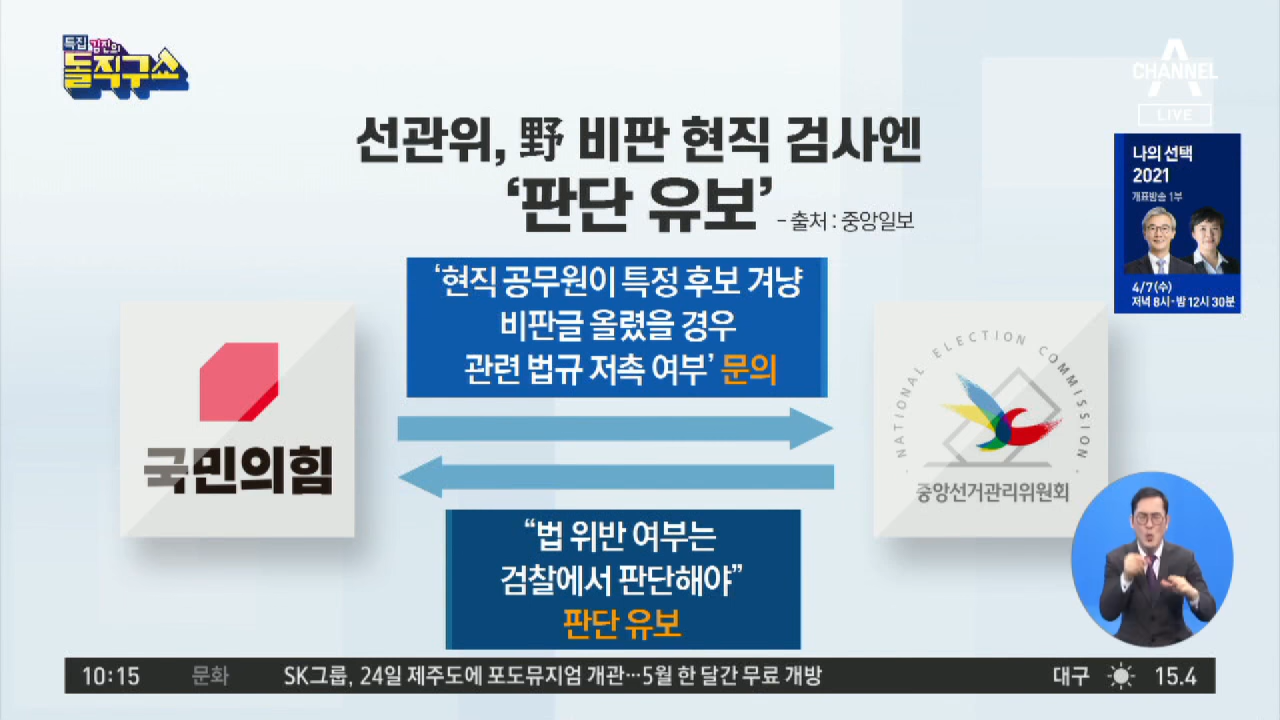 특집 김진의
돌직구쇼
CHANNEL A
LIVE
선관위, 野 비판 현직 검사엔
‘판단 유보’ - 출처 : 중앙일보
나의 선택
2021
개표방송 1부
4/7(수)
저녁 8시-밤 12시 30분
‘현직 공무원이 특정 후보 겨냥
비판글 올렸을 경우
관련 법규 저촉 여부’ 문의
국민의힘
· NATIONAL ELECTION COMMISSION ·
중앙선거관리위원회
“법 위반 여부는
검찰에서 판단해야”
판단 유보
10:15 문화 SK그룹, 24일 제주도에 포도뮤지엄 개관…5월 한 달간 무료 개방 대구 15.4